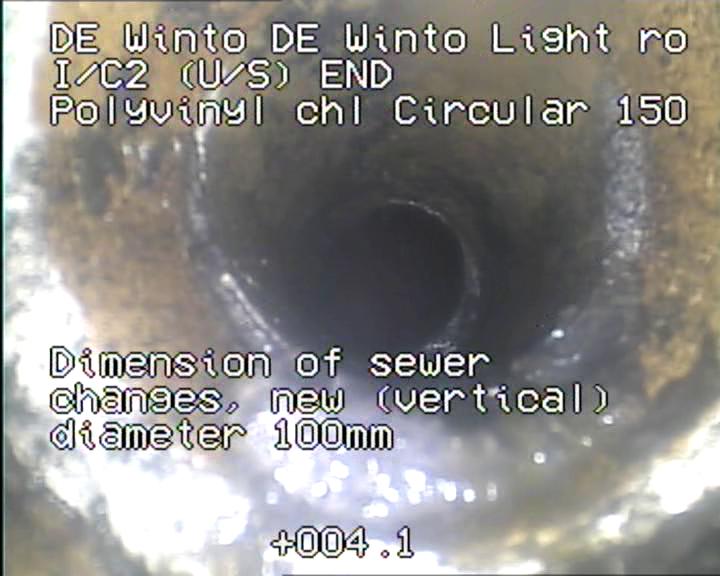 DE Winto DE Winto Light ro
I/C2 (U/S) END
Polyvinyl chl Circular 150
Dimension of sewer
changes, new (vertical)
diameter 100mm
+004.1